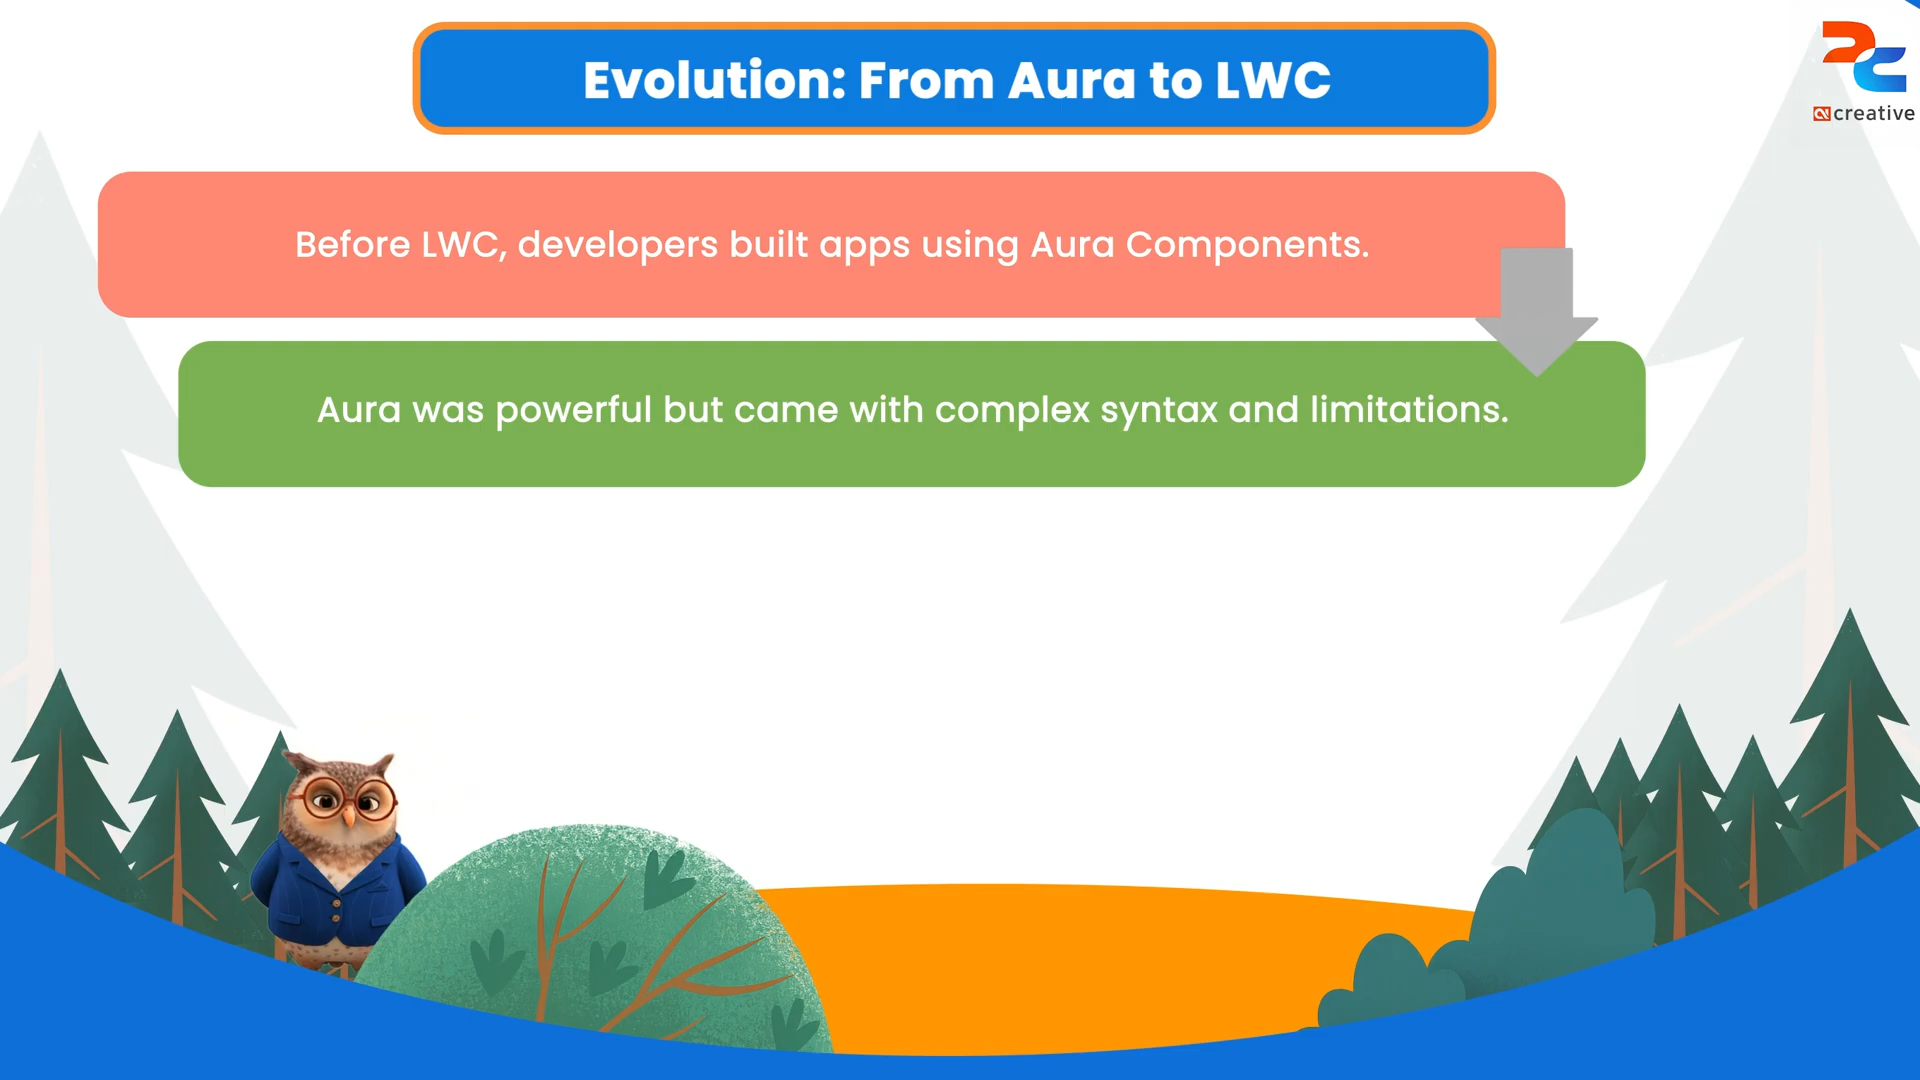 Evolution: From Aura to LWC
creative
Before LWC, developers built apps using Aura Components.
Aura was powerful but came with complex syntax and limitations.